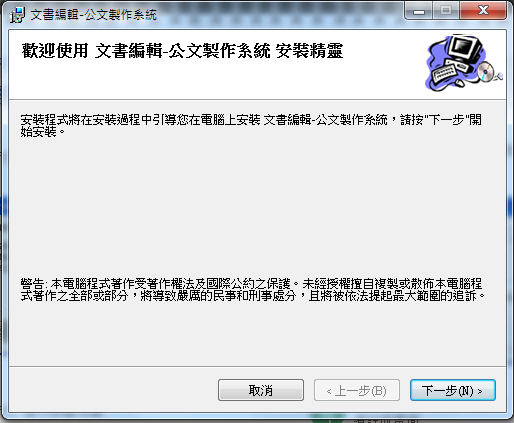 文書編輯-公文製作系統
歡迎使用 文書編輯-公文製作系統 安裝精靈
安裝程式將在安裝過程中引導您在電腦上安裝 文書編輯-公文製作系統，請按"下一步"開
始安裝。
警告: 本電腦程式著作受著作權法及國際公約之保護。未經授權擅自複製或散佈本電腦程
式著作之全部或部分，將導致嚴厲的民事和刑事處分，且將被依法提起最大範圍的追訴。
取消
< 上一步(B)
下一步(N) >